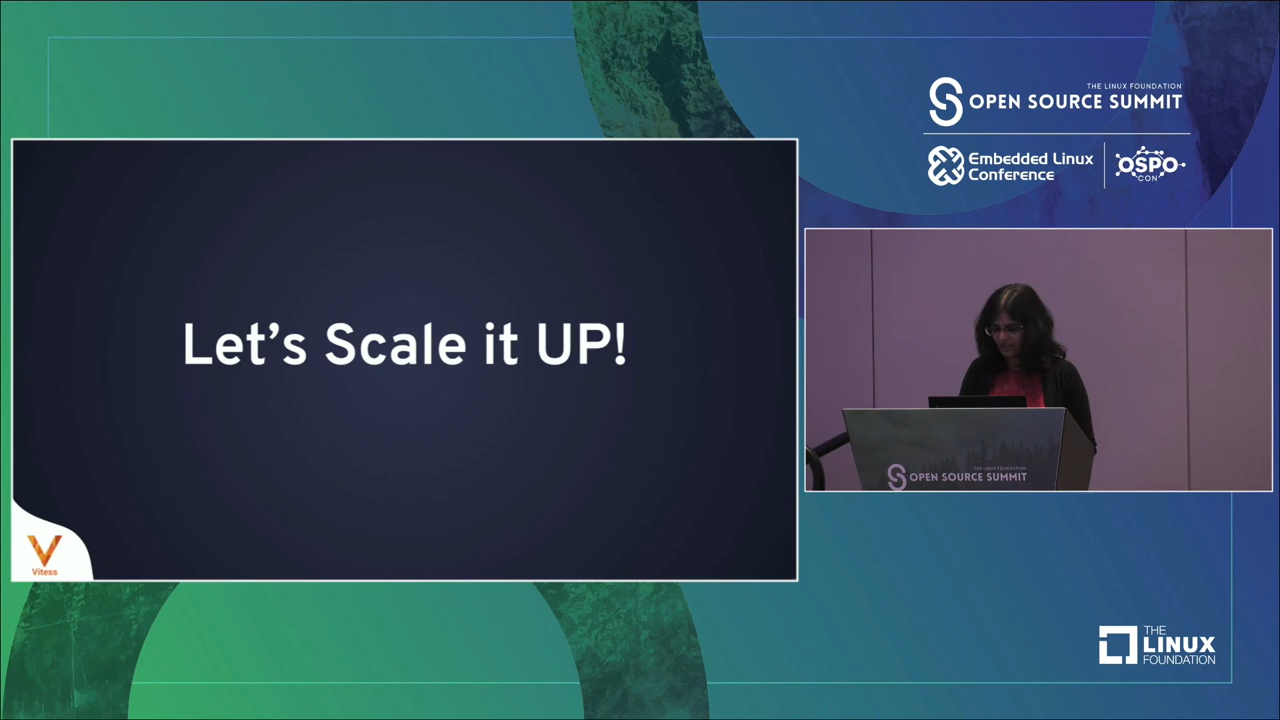 THE LINUX FOUNDATION
OPEN SOURCE SUMMIT
Embedded Linux
Conference
OSPO
CON
Let's Scale it UP!
Vitess
THE LINUX FOUNDATION
OPEN SOURCE SUMMIT
THE
LINUX
FOUNDATION